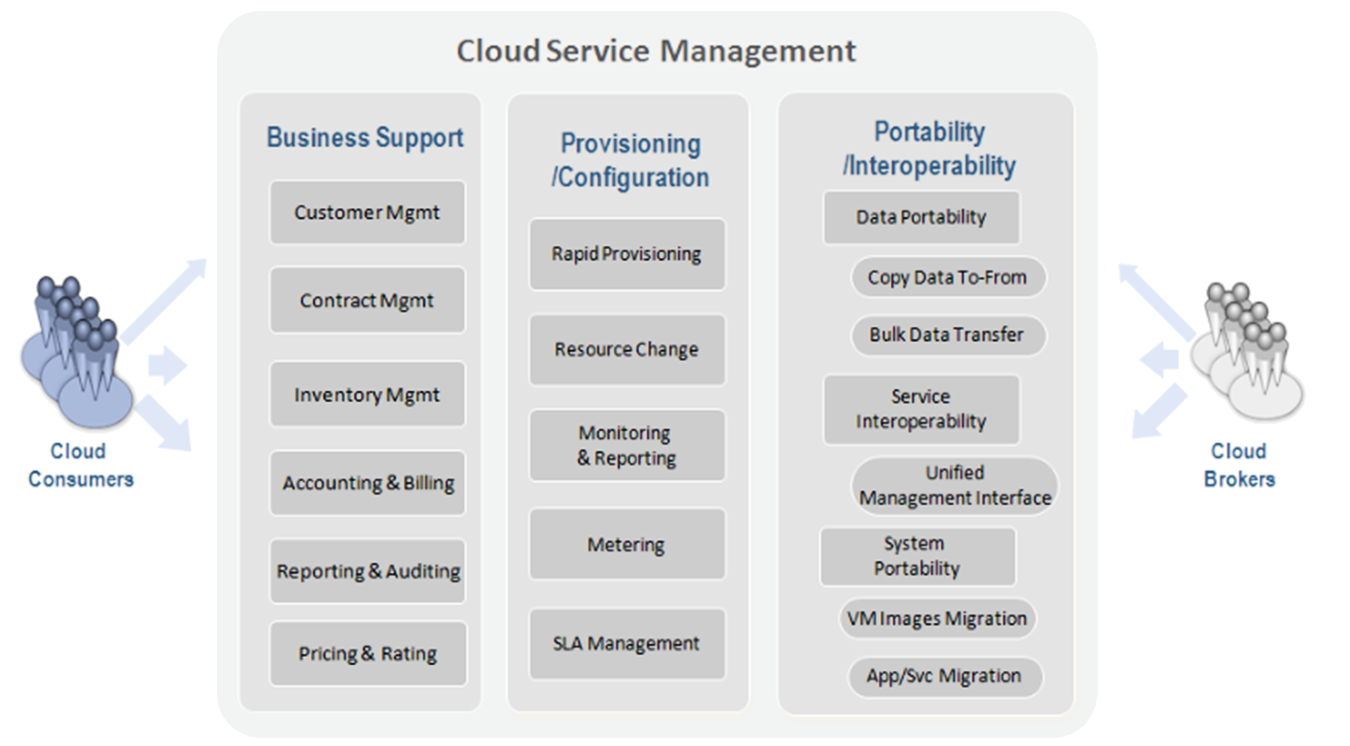 Cloud Service Management
Business Support
Customer Mgmt
Contract Mgmt
Inventory Mgmt
Accounting & Billing
Reporting & Auditing
Pricing & Rating
Provisioning
/Configuration
Rapid Provisioning
Resource Change
Monitoring
& Reporting
Metering
SLA Management
Portability
/Interoperability
Data Portability
Copy Data To-From
Bulk Data Transfer
Service
Interoperability
Unified
Management Interface
System
Portability
VM Images Migration
App/Svc Migration
Cloud
Consumers
Cloud
Brokers